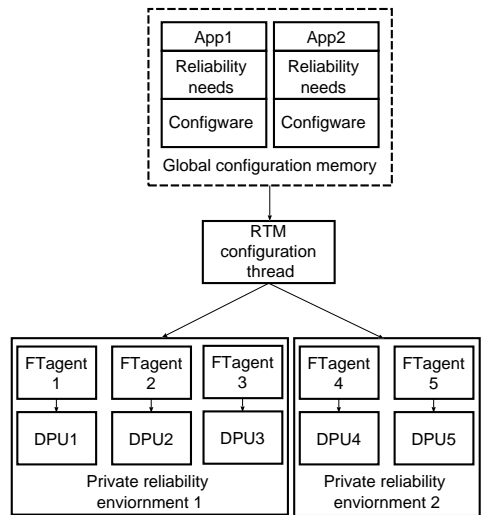 App1
App2
Reliability
needs
Reliability
needs
Configware
Configware
Global configuration memory
RTM
configuration
thread
FTagent
1
FTagent
2
FTagent
3
FTagent
4
FTagent
5
DPU1
DPU2
DPU3
DPU4
DPU5
Private reliability
enviornment 1
Private reliability
enviornment 2